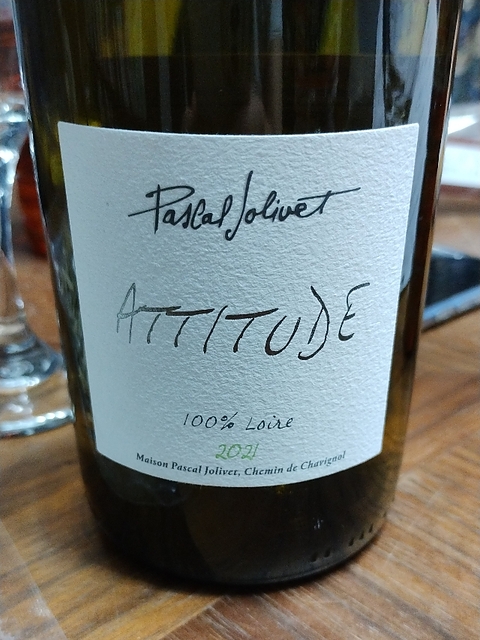 Pascal Jolivet
ATTITUDE
100% Loire
2021
Maison Pascal Jolivet, Chemin de Chavignol